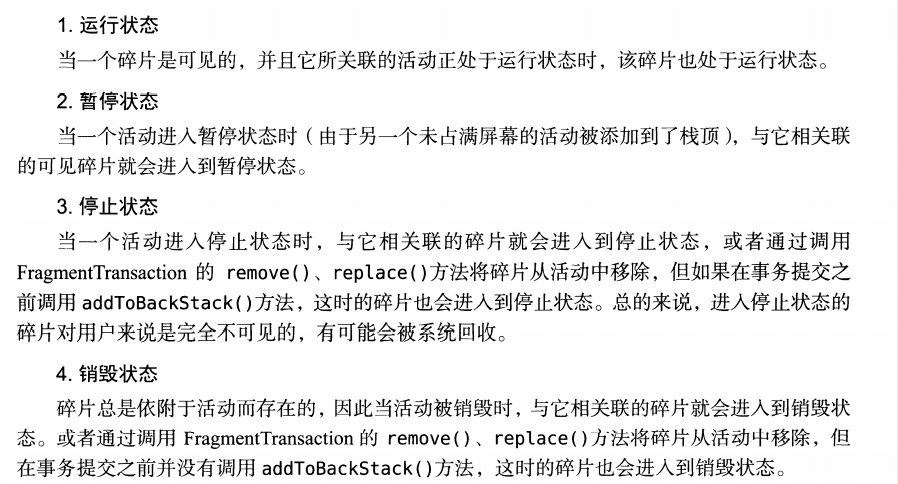 1. 运行状态
当一个碎片是可见的，并且它所关联的活动正处于运行状态时，该碎片也处于运行状态。
2. 暂停状态
当一个活动进入暂停状态时（由于另一个未占满屏幕的活动被添加到了栈顶），与它相关联
的可见碎片就会进入到暂停状态。
3. 停止状态
当一个活动进入停止状态时，与它相关联的碎片就会进入到停止状态，或者通过调用
FragmentTransaction 的 remove()、replace()方法将碎片从活动中移除，但如果在事务提交之
前调用 addToBackStack()方法，这时的碎片也会进入到停止状态。总的来说，进入停止状态的
碎片对用户来说是完全不可见的，有可能会被系统回收。
4. 销毁状态
碎片总是依附于活动而存在的，因此当活动被销毁时，与它相关联的碎片就会进入到销毁状
态。或者通过调用 FragmentTransaction 的 remove()、replace()方法将碎片从活动中移除，但
在事务提交之前并没有调用 addToBackStack()方法，这时的碎片也会进入到销毁状态。